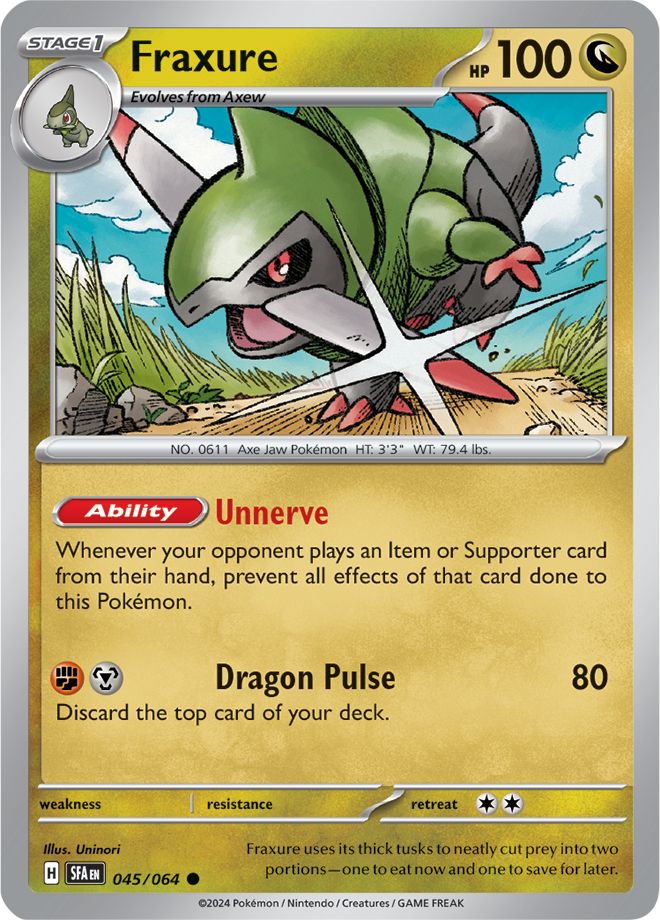 STAGE1
Fraxure
HP 100
Evolves from Axew
NO. 0611 Axe Jaw Pokémon HT: 3'3" WT: 79.4 lbs.
Ability Unnerve
Whenever your opponent plays an Item or Supporter card
from their hand, prevent all effects of that card done to
this Pokémon.
Dragon Pulse 80
Discard the top card of your deck.
weakness resistance retreat
Illus. Uninori
Fraxure uses its thick tusks to neatly cut prey into two
portions—one to eat now and one to save for later.
H SFA EN 045/064
©2024 Pokémon / Nintendo / Creatures / GAME FREAK